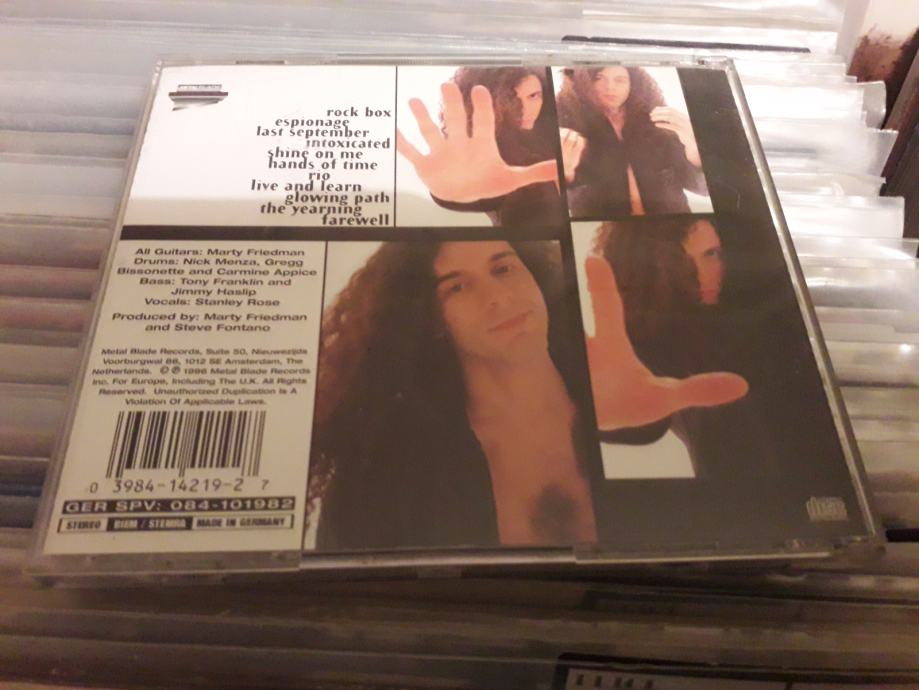 rock box
espionage
last september
intoxicated
shine on me
hands of time
rio
live and learn
glowing path
the yearning
farewell
All Guitars: Marty Friedman
Drums: Nick Menza, Gregg
Bissonette and Carmine Appice
Bass: Tony Franklin and
Jimmy Haslip
Vocals: Stanley Rose
Produced by: Marty Friedman
and Steve Fontano
Metal Blade Records, Suite 50, Nieuwezijds
Voorburgwal 86, 1012 SE Amsterdam, The
Netherlands. © ℗ 1996 Metal Blade Records
Inc. For Europe, Including The U.K. All Rights
Reserved. Unauthorized Duplication Is A
Violation Of Applicable Laws.
0 3984-14219-2 7
GER SPV: 084-101982
STEREO BIEM / STEMRA MADE IN GERMANY